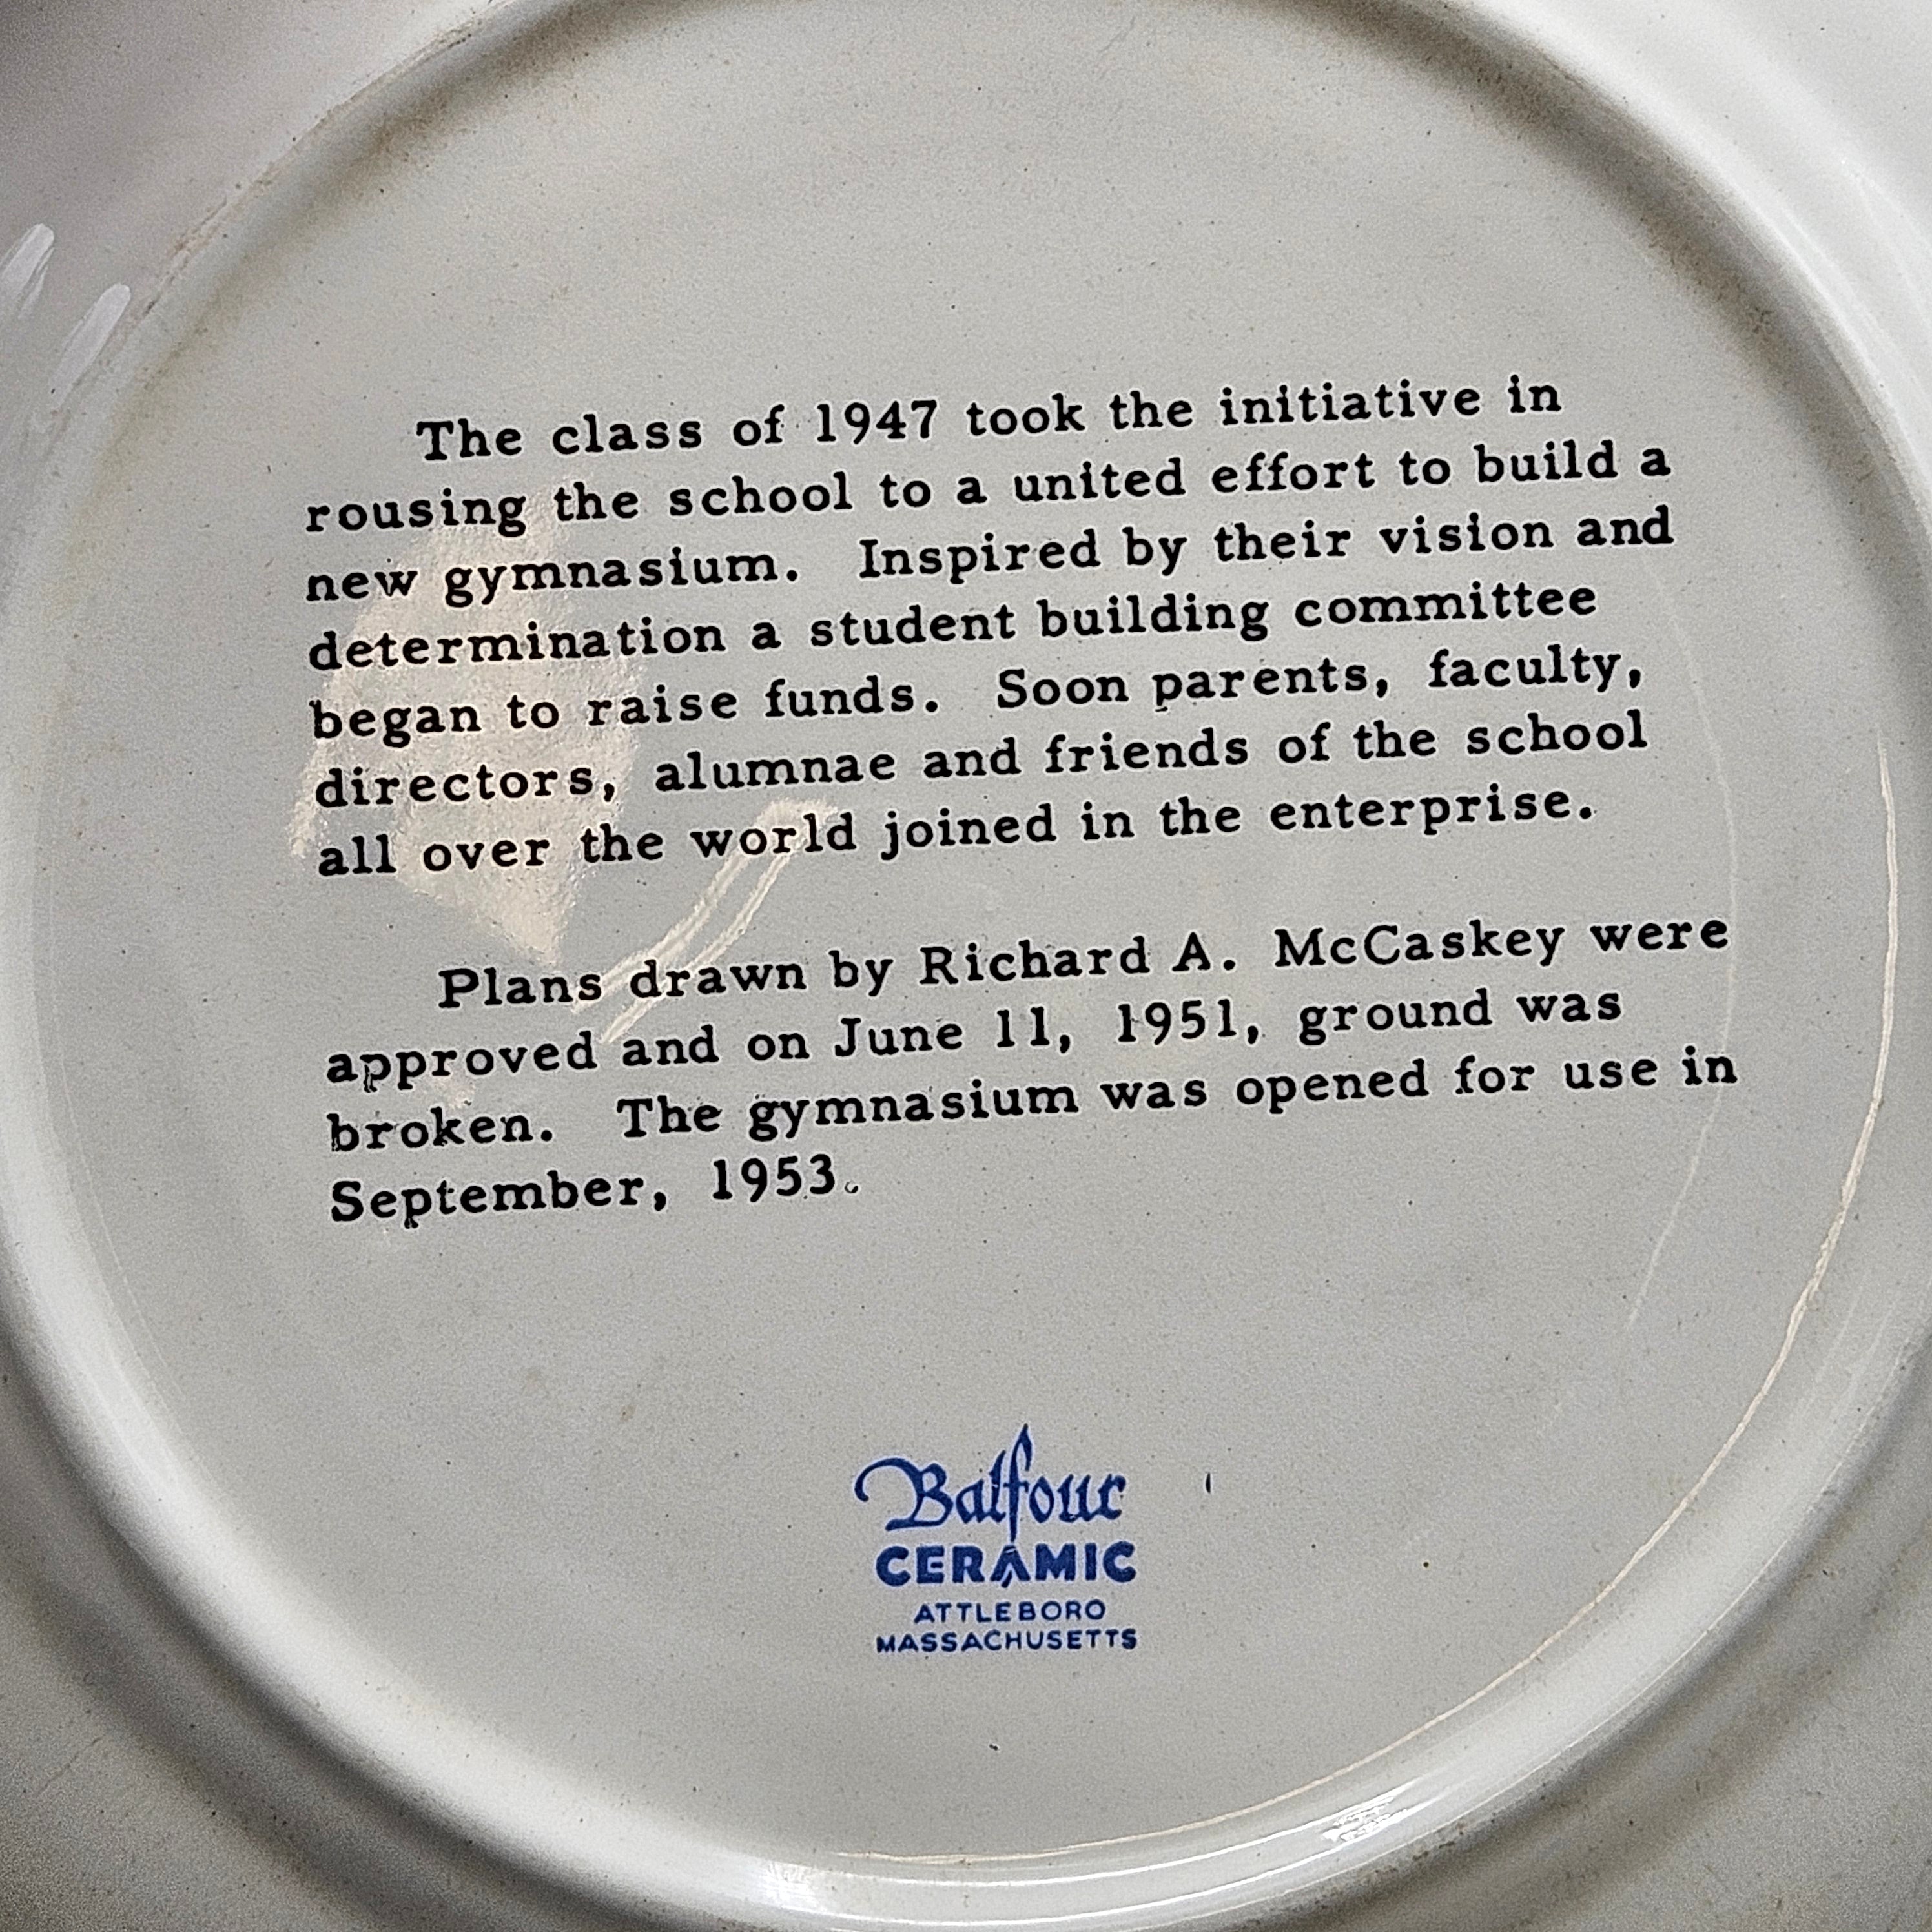 The class of 1947 took the initiative in
rousing the school to a united effort to build a
new gymnasium. Inspired by their vision and
determination a student building committee
began to raise funds. Soon parents, faculty,
directors, alumnae and friends of the school
all over the world joined in the enterprise.
Plans drawn by Richard A. McCaskey were
approved and on June 11, 1951, ground was
broken. The gymnasium was opened for use in
September, 1953.
Balfour
CERAMIC
ATTLEBORO
MASSACHUSETTS